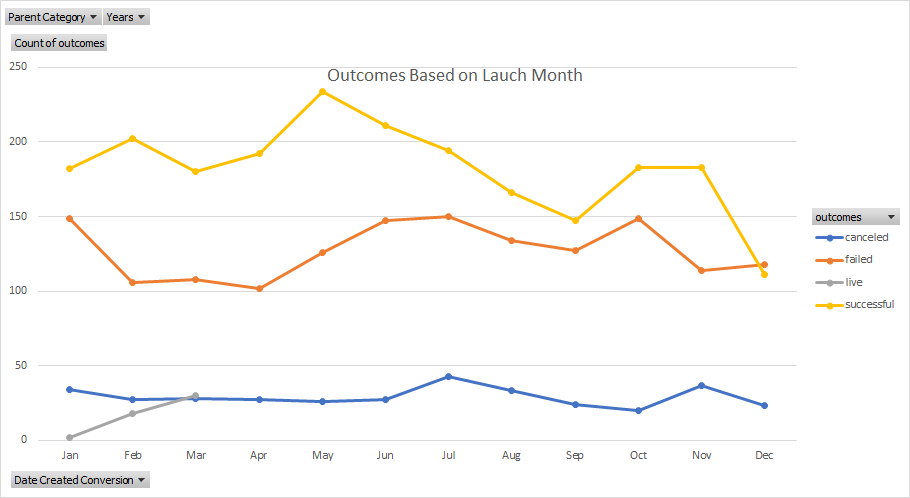 Parent Category Years
Count of outcomes
Outcomes Based on Lauch Month
250
200
150
100
50
0
Jan Feb Mar Apr May Jun Jul Aug Sep Oct Nov Dec
outcomes
canceled
failed
live
successful
Date Created Conversion